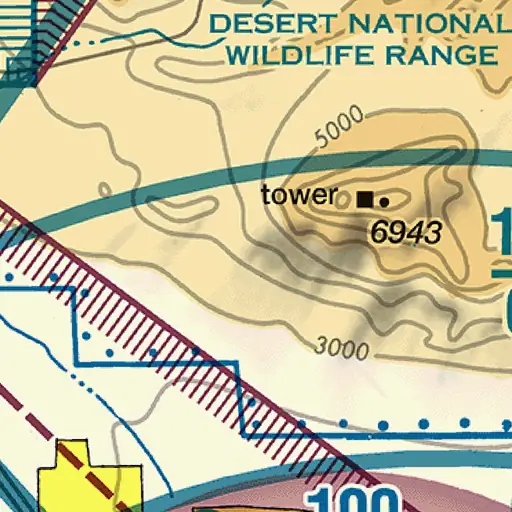 DESERT NATIONAL
WILDLIFE RANGE
5000
tower
6943
3000
100